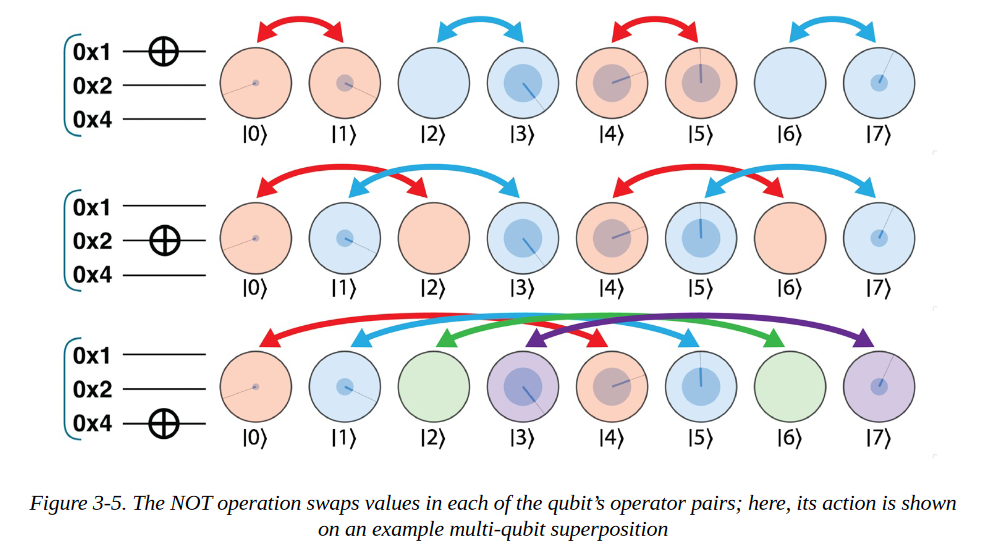 0x1
0x2
0x4
|0⟩ |1⟩ |2⟩ |3⟩ |4⟩ |5⟩ |6⟩ |7⟩
0x1
0x2
0x4
|0⟩ |1⟩ |2⟩ |3⟩ |4⟩ |5⟩ |6⟩ |7⟩
0x1
0x2
0x4
|0⟩ |1⟩ |2⟩ |3⟩ |4⟩ |5⟩ |6⟩ |7⟩
Figure 3-5. The NOT operation swaps values in each of the qubit’s operator pairs; here, its action is shown
on an example multi-qubit superposition